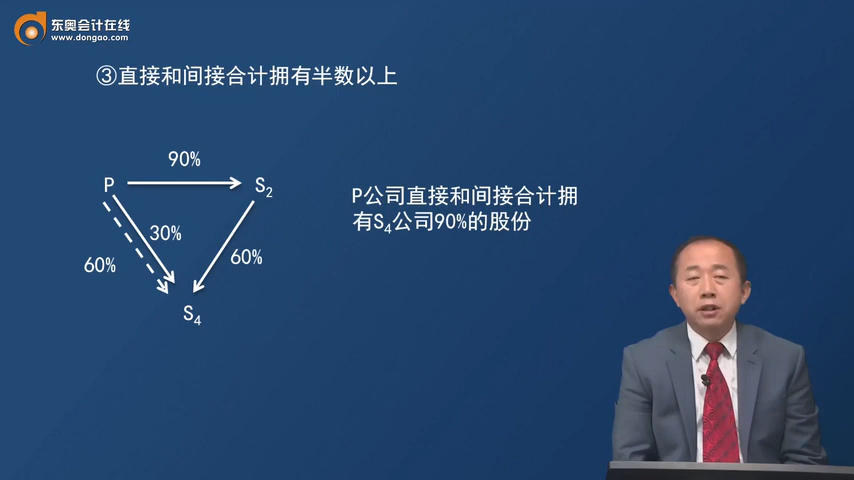 东奥会计在线
www.dongao.com
③直接和间接合计拥有半数以上
90%
P
S₂
30%
60%
60%
S₄
P公司直接和间接合计拥
有S₄公司90%的股份